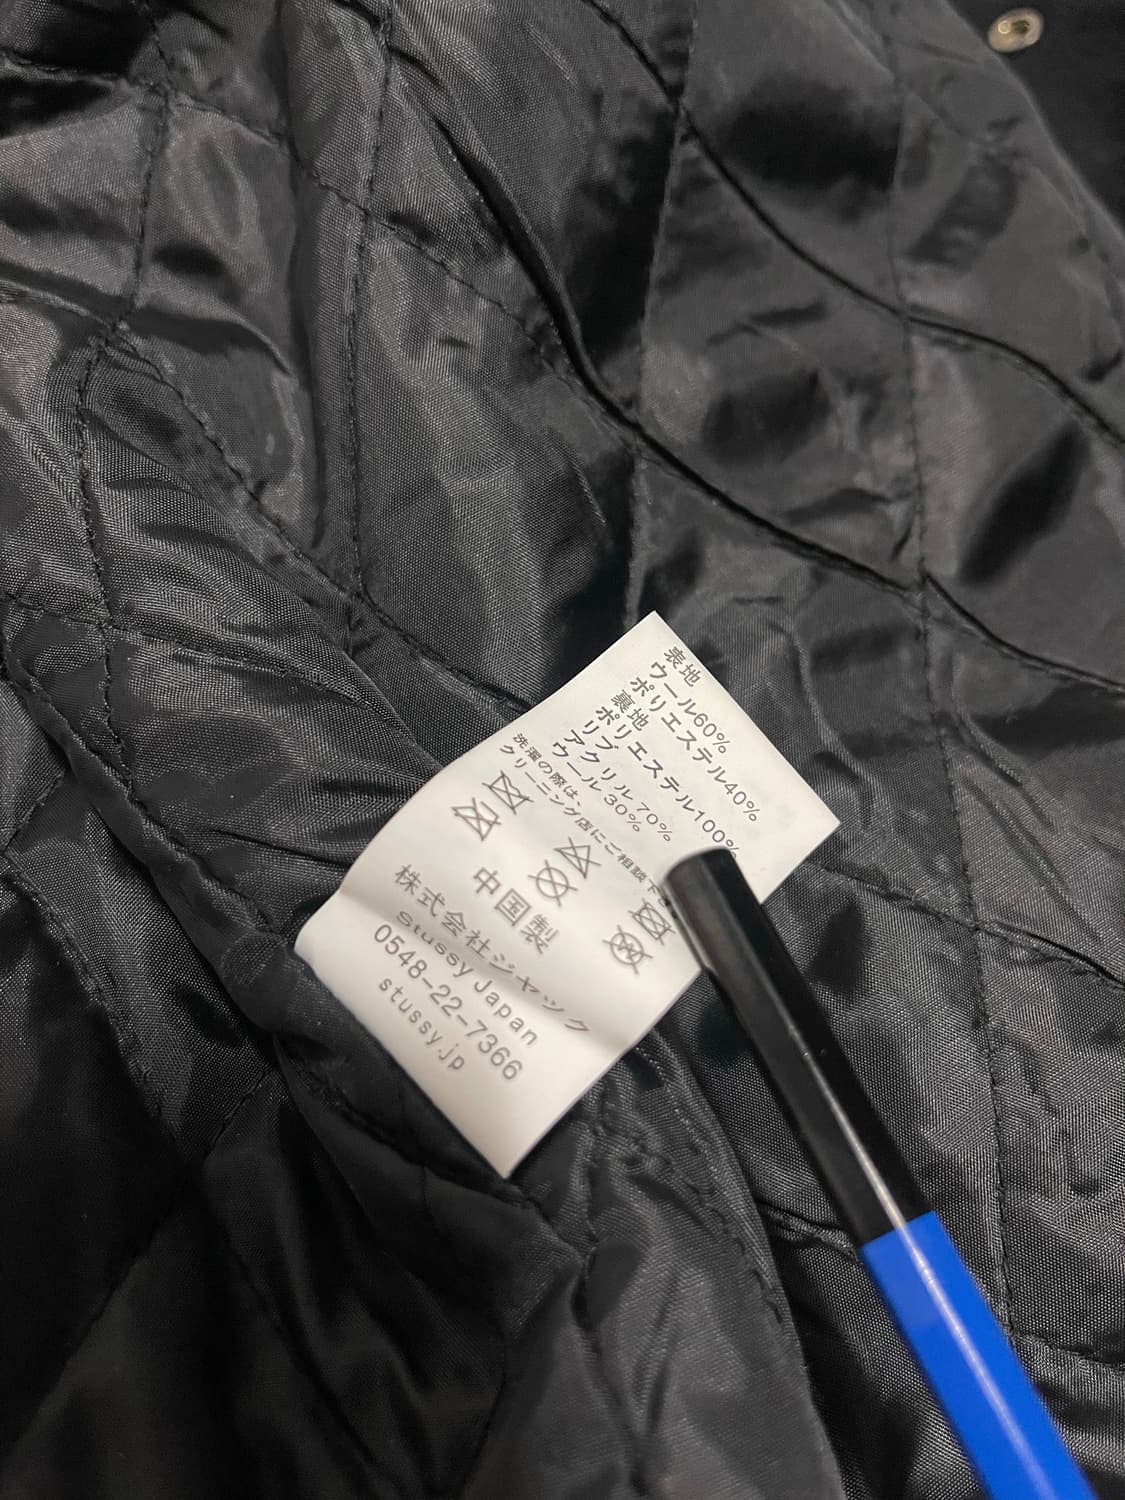 表地
ウール60%
ポリエステル40%
裏地
ポリエステル100%
リブ
アクリル70%
ウール30%
洗濯の際は、
クリーニング店にご相談下
中国製
株式会社ジャック
Stussy Japan
0548-22-7366
stussy.jp